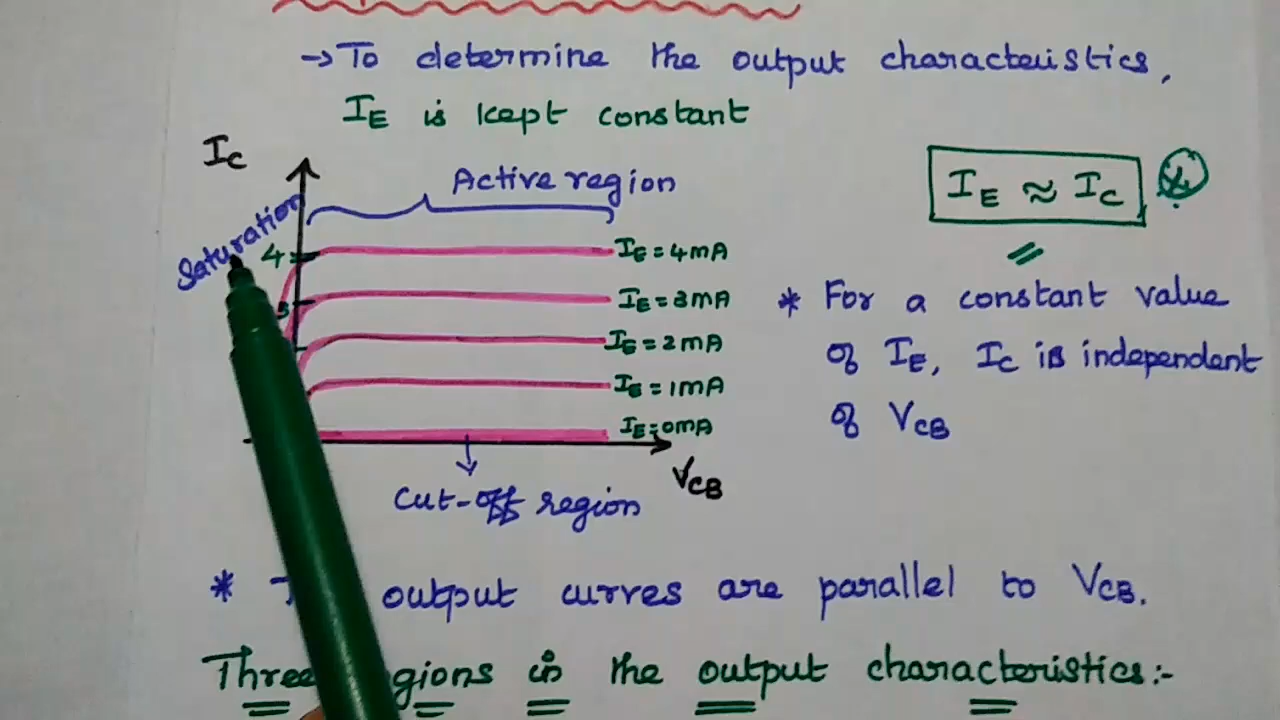 → To determine the output characteristics,
IE is kept constant
IC
Active region
IE ≈ IC
Saturation
4
IE = 4mA
3
IE = 3mA
IE = 2mA
IE = 1mA
IE = 0mA
VCB
Cut-off region
* For a constant value
of IE, IC is independent
of VCB
* output curves are parallel to VCB.
Three in the output characteristics:-